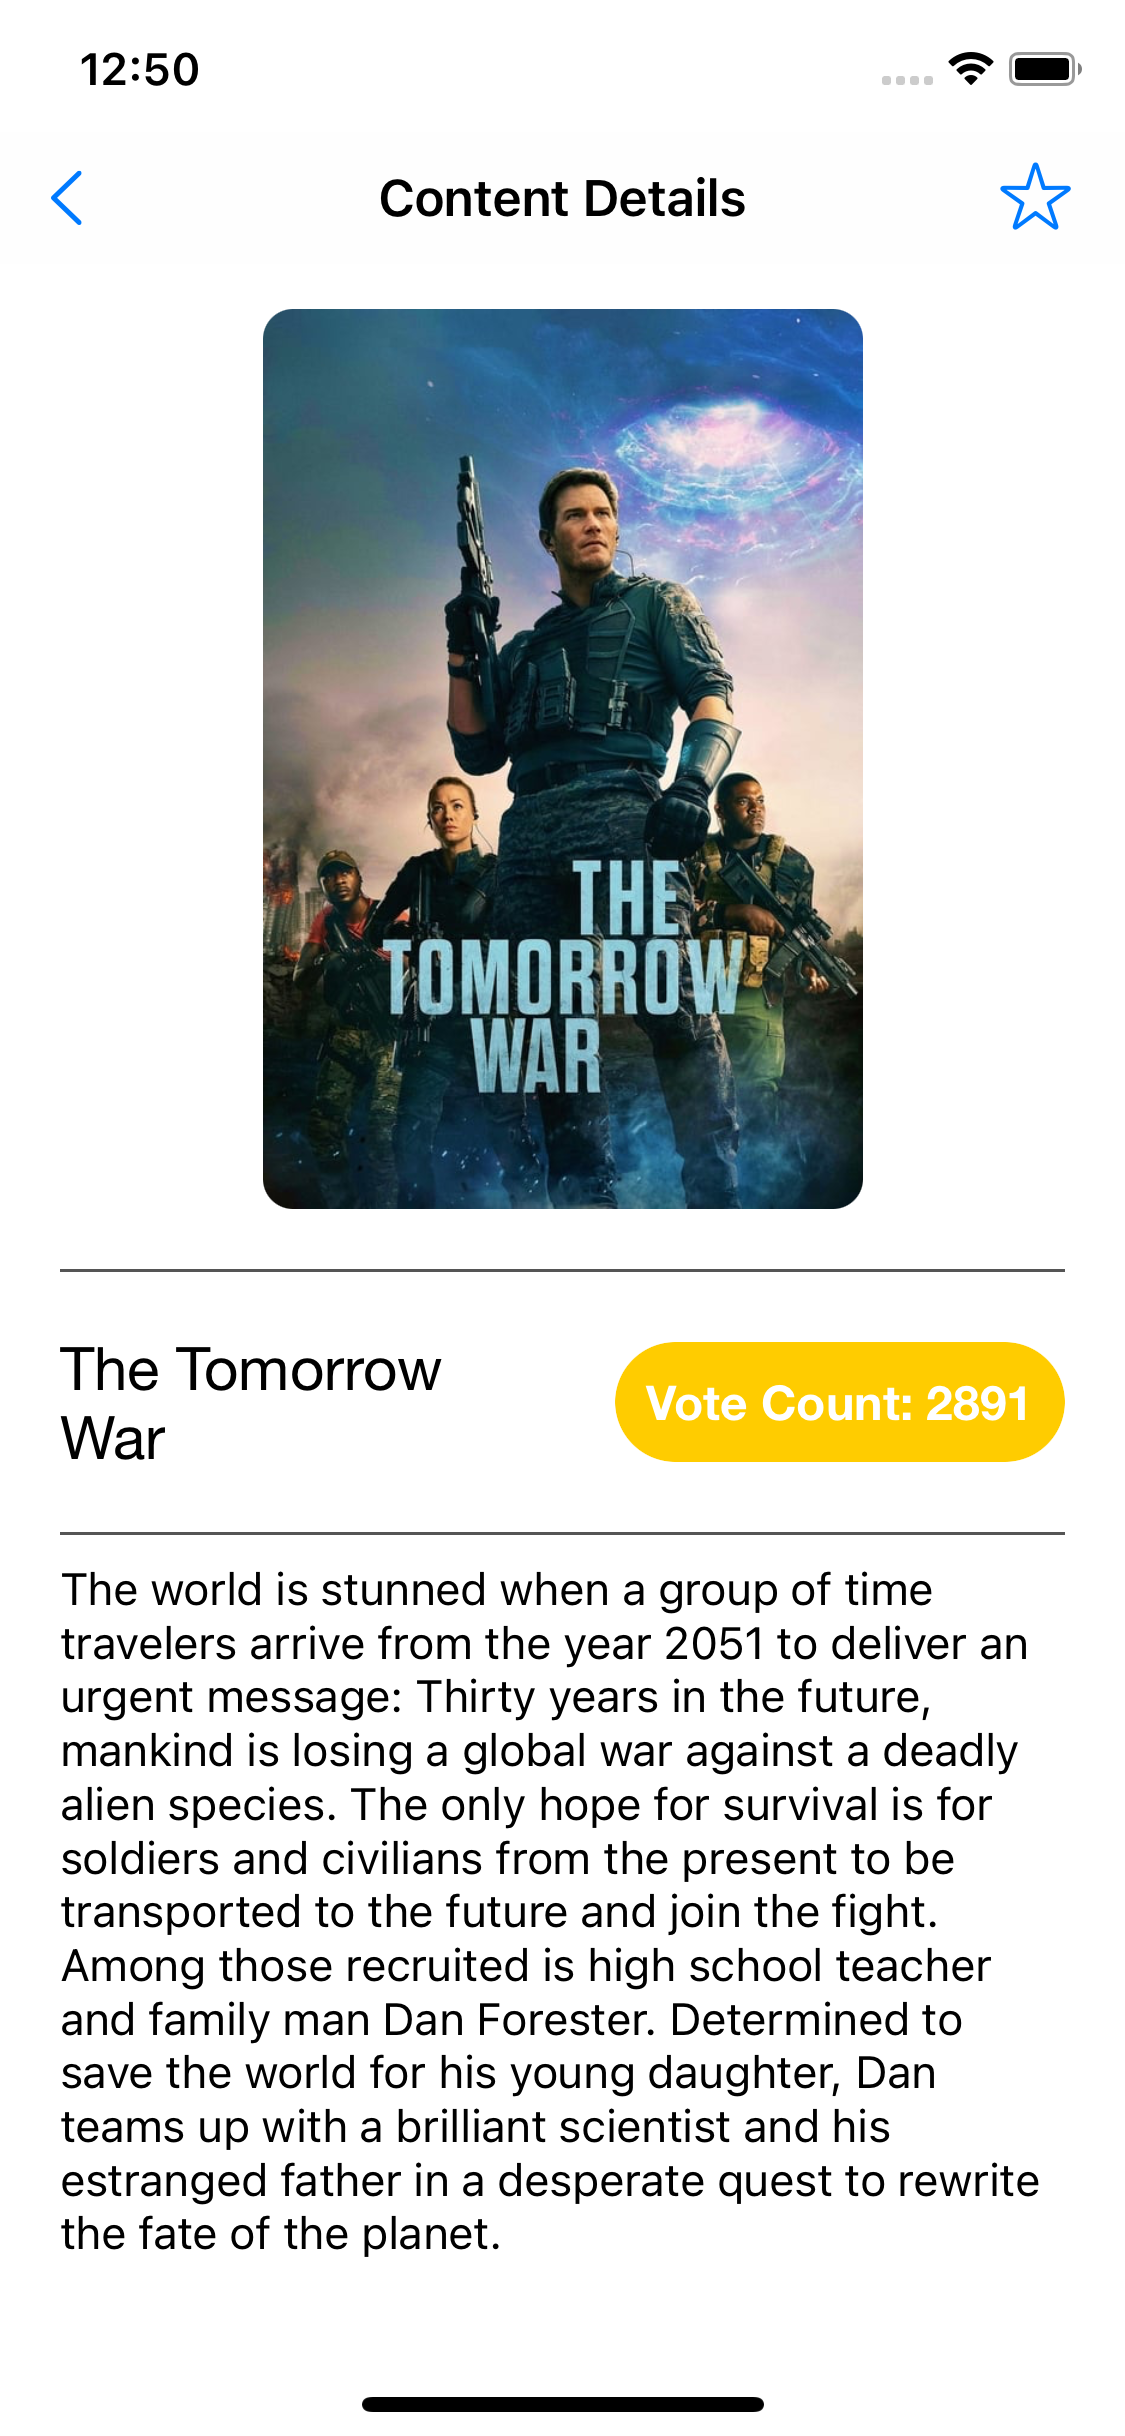 12:50
Content Details
THE
TOMORROW
WAR
The Tomorrow
War
Vote Count: 2891
The world is stunned when a group of time
travelers arrive from the year 2051 to deliver an
urgent message: Thirty years in the future,
mankind is losing a global war against a deadly
alien species. The only hope for survival is for
soldiers and civilians from the present to be
transported to the future and join the fight.
Among those recruited is high school teacher
and family man Dan Forester. Determined to
save the world for his young daughter, Dan
teams up with a brilliant scientist and his
estranged father in a desperate quest to rewrite
the fate of the planet.